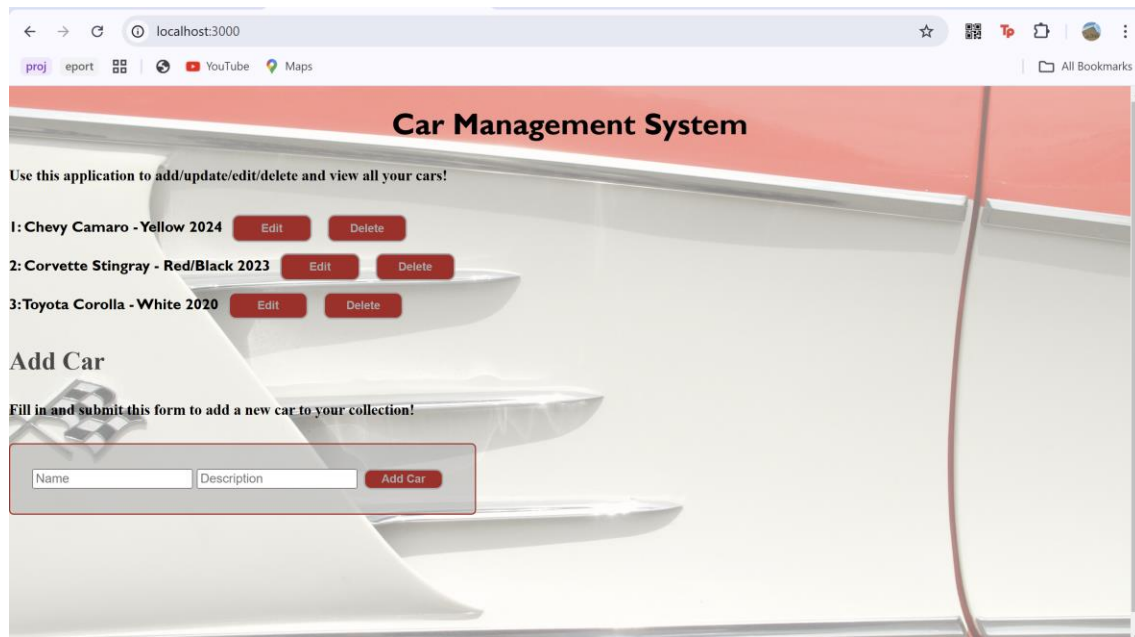 localhost:3000
proj eport YouTube Maps All Bookmarks
Car Management System
Use this application to add/update/edit/delete and view all your cars!
1: Chevy Camaro - Yellow 2024 Edit Delete
2: Corvette Stingray - Red/Black 2023 Edit Delete
3: Toyota Corolla - White 2020 Edit Delete
Add Car
Fill in and submit this form to add a new car to your collection!
Name Description Add Car